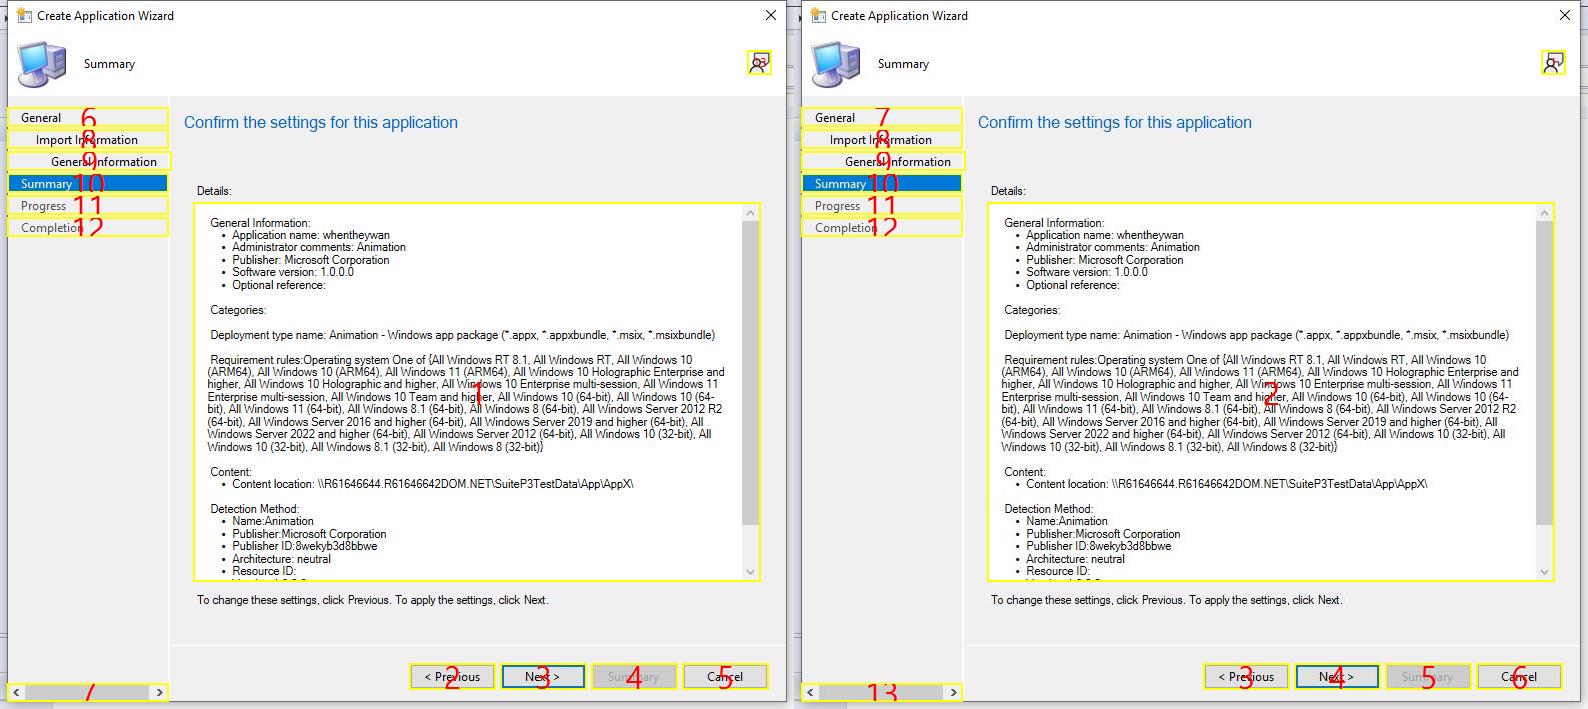 Create Application Wizard
Summary
13
General
6
Import Information
8
General Information
9
Summary
10
Progress
11
Completion
12
7
Confirm the settings for this application
Details:
General Information:
• Application name: whentheywan
• Administrator comments: Animation
• Publisher: Microsoft Corporation
• Software version: 1.0.0.0
• Optional reference:
Categories:
Deployment type name: Animation - Windows app package (*.appx, *.appxbundle, *.msix, *.msixbundle)
Requirement rules:Operating system One of {All Windows RT 8.1, All Windows RT, All Windows 10
(ARM64), All Windows 10 (ARM64), All Windows 11 (ARM64), All Windows 10 Holographic Enterprise and
higher, All Windows 10 Holographic and higher, All Windows 10 Enterprise multi-session, All Windows 11
Enterprise multi-session, All Windows 10 Team and higher, All Windows 10 (64-bit), All Windows 10 (64-
bit), All Windows 11 (64-bit), All Windows 8.1 (64-bit), All Windows 8 (64-bit), All Windows Server 2012 R2
(64-bit), All Windows Server 2016 and higher (64-bit), All Windows Server 2019 and higher (64-bit), All
Windows Server 2022 and higher (64-bit), All Windows Server 2012 (64-bit), All Windows 10 (32-bit), All
Windows 10 (32-bit), All Windows 8.1 (32-bit), All Windows 8 (32-bit)}
1
Content:
• Content location: \\R61646644.R61646642DOM.NET\SuiteP3TestData\App\AppX\
Detection Method:
• Name:Animation
• Publisher:Microsoft Corporation
• Publisher ID:8wekyb3d8bbwe
• Architecture: neutral
• Resource ID:
To change these settings, click Previous. To apply the settings, click Next.
< Previous
2
Next >
3
Summary
4
Cancel
5
Create Application Wizard
Summary
General
7
Import Information
8
General Information
9
Summary
10
Progress
11
Completion
12
13
Confirm the settings for this application
Details:
General Information:
• Application name: whentheywan
• Administrator comments: Animation
• Publisher: Microsoft Corporation
• Software version: 1.0.0.0
• Optional reference:
Categories:
Deployment type name: Animation - Windows app package (*.appx, *.appxbundle, *.msix, *.msixbundle)
Requirement rules:Operating system One of {All Windows RT 8.1, All Windows RT, All Windows 10
(ARM64), All Windows 10 (ARM64), All Windows 11 (ARM64), All Windows 10 Holographic Enterprise and
higher, All Windows 10 Holographic and higher, All Windows 10 Enterprise multi-session, All Windows 11
Enterprise multi-session, All Windows 10 Team and higher, All Windows 10 (64-bit), All Windows 10 (64-
bit), All Windows 11 (64-bit), All Windows 8.1 (64-bit), All Windows 8 (64-bit), All Windows Server 2012 R2
(64-bit), All Windows Server 2016 and higher (64-bit), All Windows Server 2019 and higher (64-bit), All
Windows Server 2022 and higher (64-bit), All Windows Server 2012 (64-bit), All Windows 10 (32-bit), All
Windows 10 (32-bit), All Windows 8.1 (32-bit), All Windows 8 (32-bit)}
2
Content:
• Content location: \\R61646644.R61646642DOM.NET\SuiteP3TestData\App\AppX\
Detection Method:
• Name:Animation
• Publisher:Microsoft Corporation
• Publisher ID:8wekyb3d8bbwe
• Architecture: neutral
• Resource ID:
To change these settings, click Previous. To apply the settings, click Next.
< Previous
3
Next >
4
Summary
5
Cancel
6